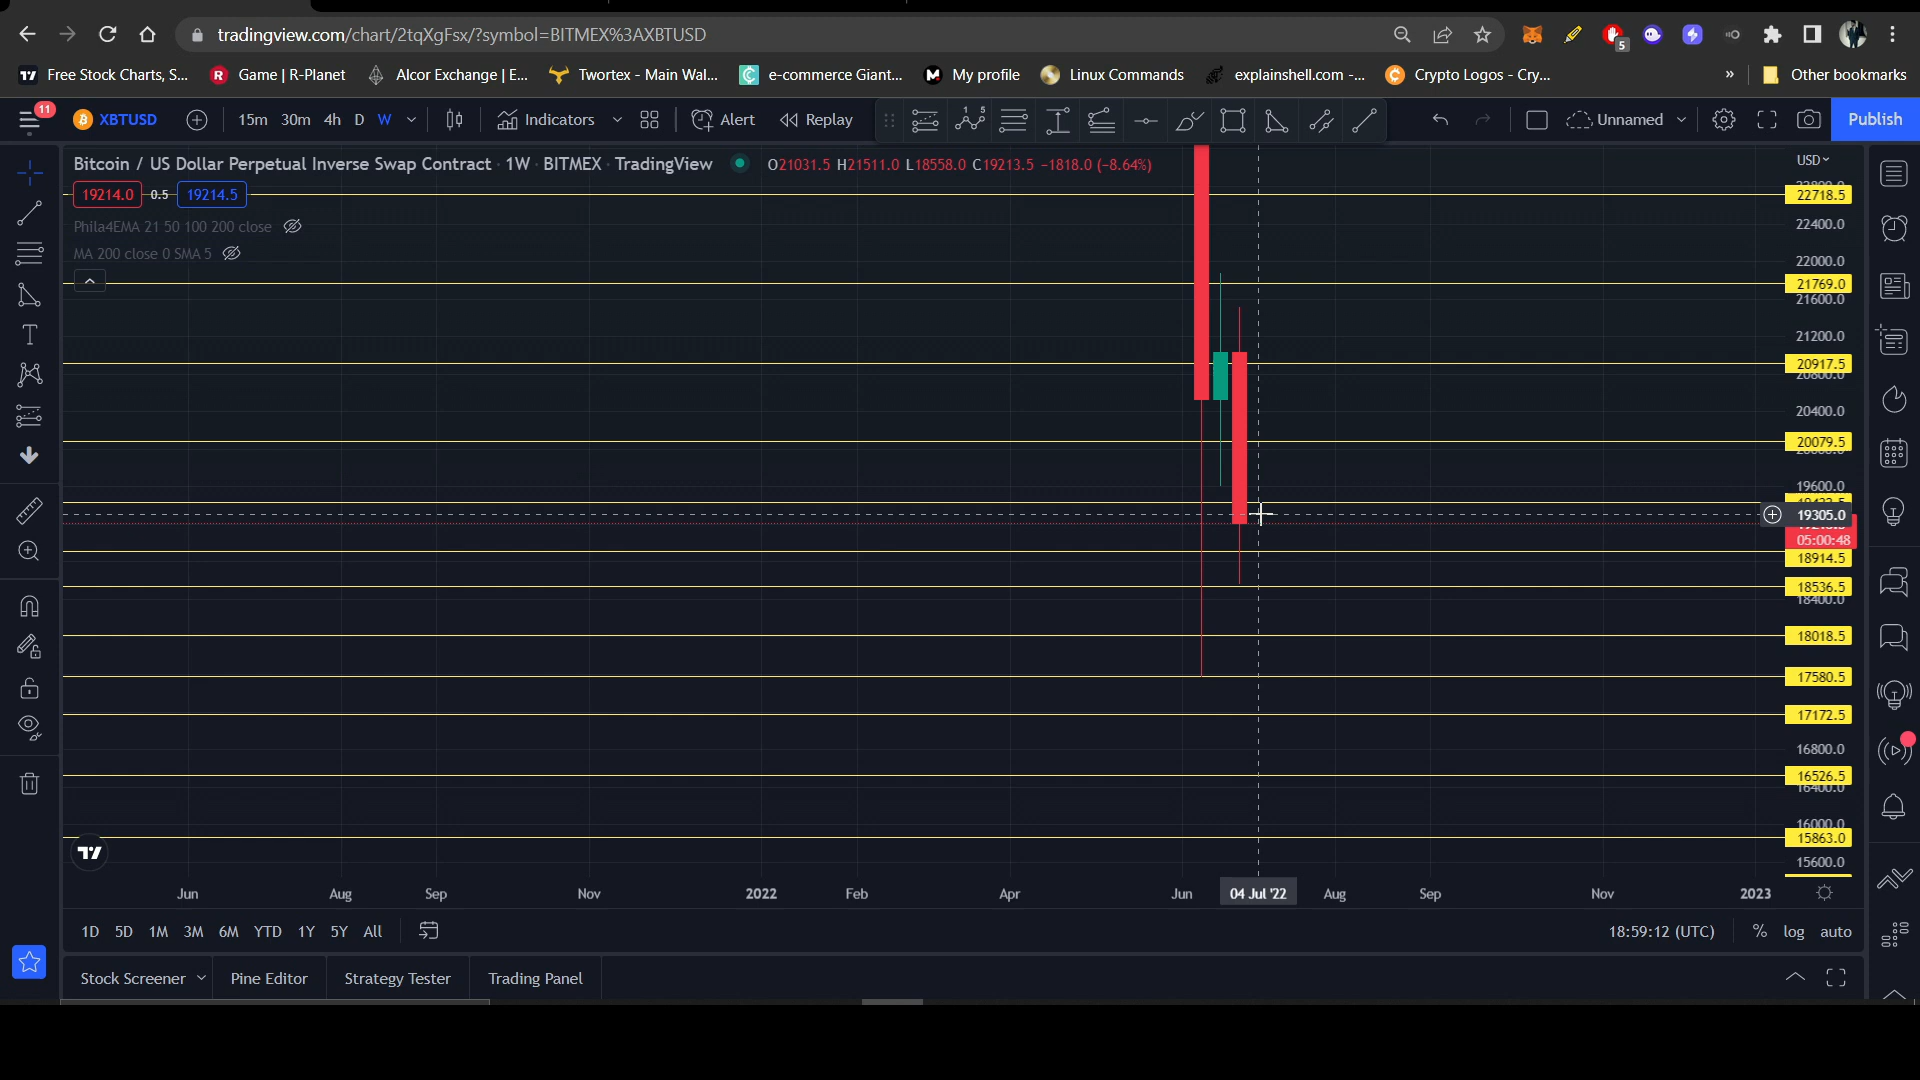 tradingview.com/chart/2tqXgFsx/?symbol=BITMEX%3AXBTUSD
5
Free Stock Charts, S...
Game | R-Planet
Alcor Exchange | E...
Twortex - Main Wal...
e-commerce Giant...
My profile
Linux Commands
explainshell.com -...
Crypto Logos - Cry...
»
Other bookmarks
11
XBTUSD
15m 30m 4h D W
Indicators
Alert
Replay
Unnamed
Publish
Bitcoin / US Dollar Perpetual Inverse Swap Contract · 1W · BITMEX · TradingView
O21031.5 H21511.0 L18558.0 C19213.5 −1818.0 (−8.64%)
USD
19214.0 0.5 19214.5
22718.5
Phila4EMA 21 50 100 200 close
22400.0
MA 200 close 0 SMA 5
22000.0
21769.0
21600.0
21200.0
20917.5
20400.0
20079.5
19600.0
19305.0
05:00:48
18914.5
18536.5
18400.0
18018.5
17580.5
17172.5
16800.0
16526.5
16400.0
16000.0
15863.0
15600.0
Jun Aug Sep Nov 2022 Feb Apr Jun 04 Jul '22 Aug Sep Nov 2023
1D 5D 1M 3M 6M YTD 1Y 5Y All
18:59:12 (UTC) % log auto
Stock Screener Pine Editor Strategy Tester Trading Panel